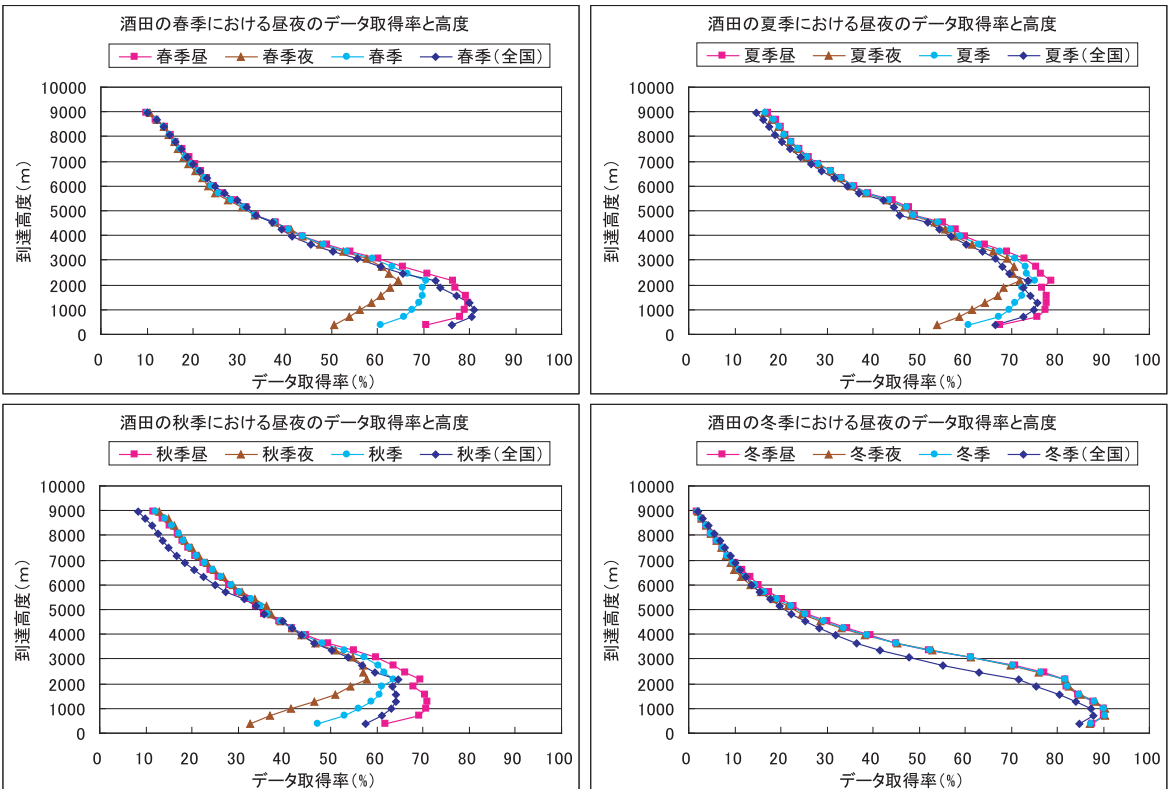 酒田の春季における昼夜のデータ取得率と高度
春季昼 春季夜 春季 春季(全国)
到達高度(m)
10000
9000
8000
7000
6000
5000
4000
3000
2000
1000
0
0 10 20 30 40 50 60 70 80 90 100
データ取得率(%)
酒田の夏季における昼夜のデータ取得率と高度
夏季昼 夏季夜 夏季 夏季(全国)
到達高度(m)
10000
9000
8000
7000
6000
5000
4000
3000
2000
1000
0
0 10 20 30 40 50 60 70 80 90 100
データ取得率(%)
酒田の秋季における昼夜のデータ取得率と高度
秋季昼 秋季夜 秋季 秋季(全国)
到達高度(m)
10000
9000
8000
7000
6000
5000
4000
3000
2000
1000
0
0 10 20 30 40 50 60 70 80 90 100
データ取得率(%)
酒田の冬季における昼夜のデータ取得率と高度
冬季昼 冬季夜 冬季 冬季(全国)
到達高度(m)
10000
9000
8000
7000
6000
5000
4000
3000
2000
1000
0
0 10 20 30 40 50 60 70 80 90 100
データ取得率(%)